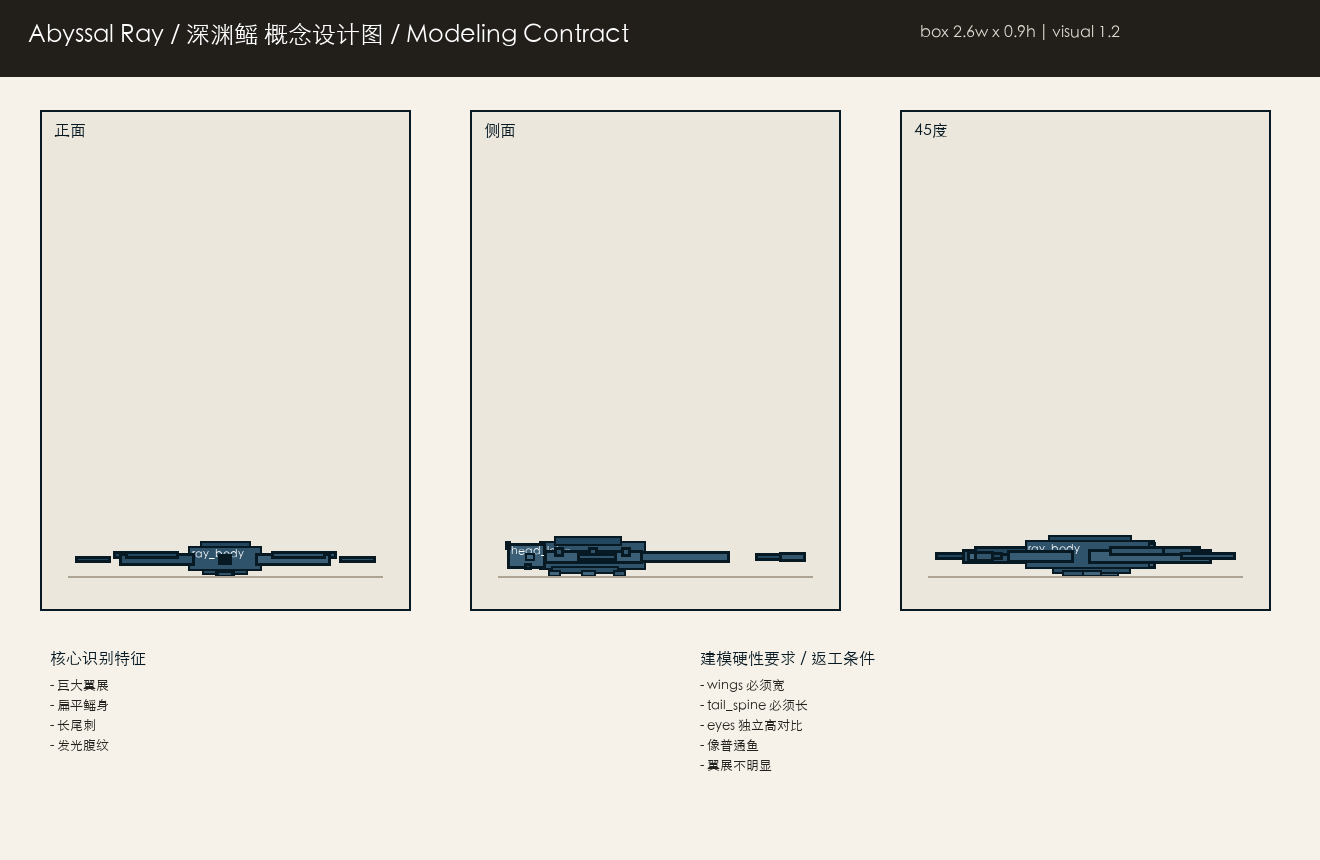 Abyssal Ray / 深渊鳐 概念设计图 / Modeling Contract
box 2.6w x 0.9h | visual 1.2
正面
侧面
45度
ray_body
ray_body
核心识别特征
- 巨大翼展
- 扁平鳐身
- 长尾刺
- 发光腹纹
建模硬性要求 / 返工条件
- wings 必须宽
- tail_spine 必须长
- eyes 独立高对比
- 像普通鱼
- 翼展不明显